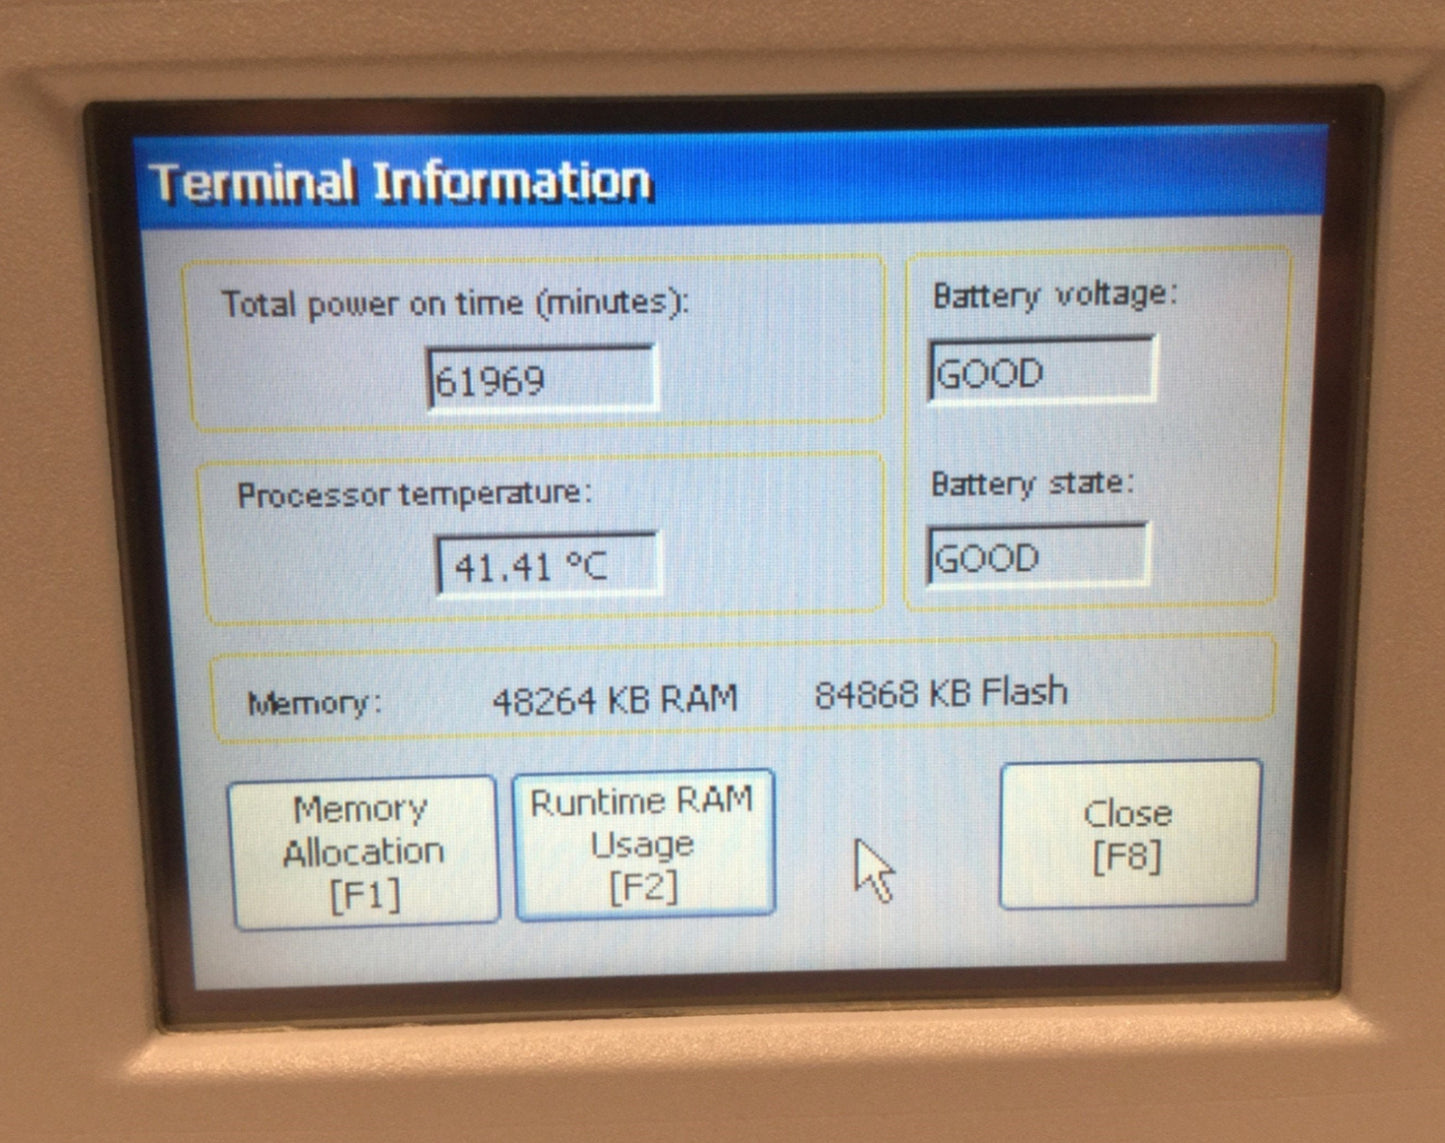 Terminal Information
Total power on time (minutes):
61969
Battery voltage:
GOOD
Processor temperature:
41.41 °C
Battery state:
GOOD
Memory: 48264 KB RAM 84868 KB Flash
Memory
Allocation
[F1]
Runtime RAM
Usage
[F2]
Close
[F8]